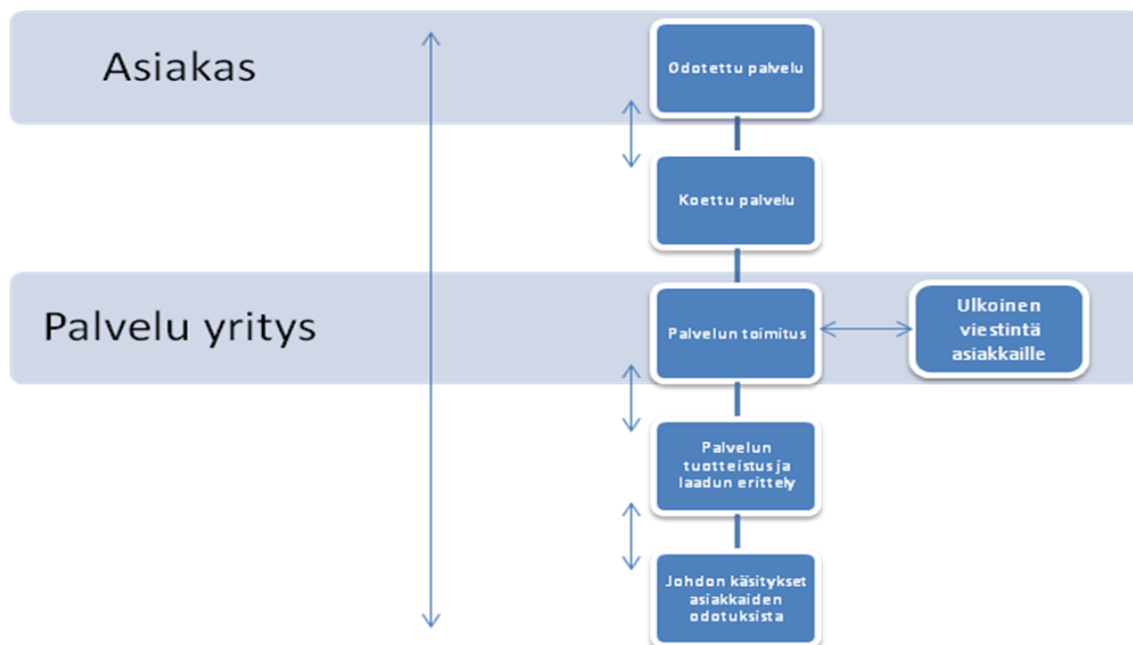 Asiakas
Odotettu palvelu
Koettu palvelu
Palvelu yritys
Palvelun toimitus
Ulkoinen
viestintä
asiakkaille
Palvelun
tuotteistus ja
laadun erittely
Johdon käsitykset
asiakkaiden
odotuksista